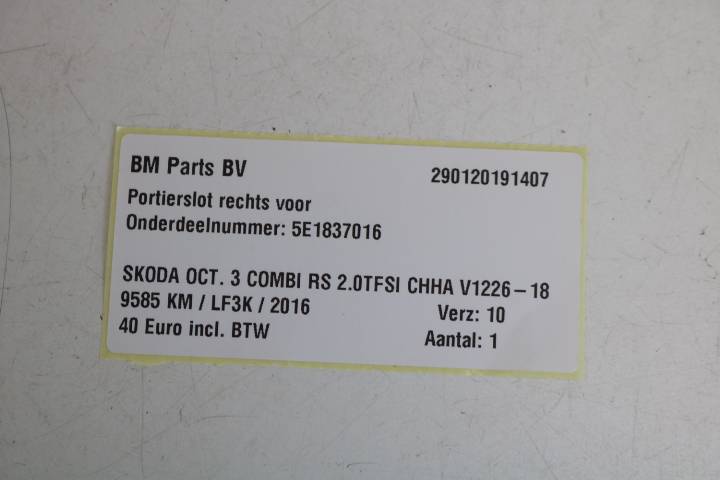 BM Parts BV 290120191407
Portierslot rechts voor
Onderdeelnummer: 5E1837016
SKODA OCT. 3 COMBI RS 2.0TFSI CHHA V1226-18
9585 KM / LF3K / 2016 Verz: 10
40 Euro incl. BTW Aantal: 1